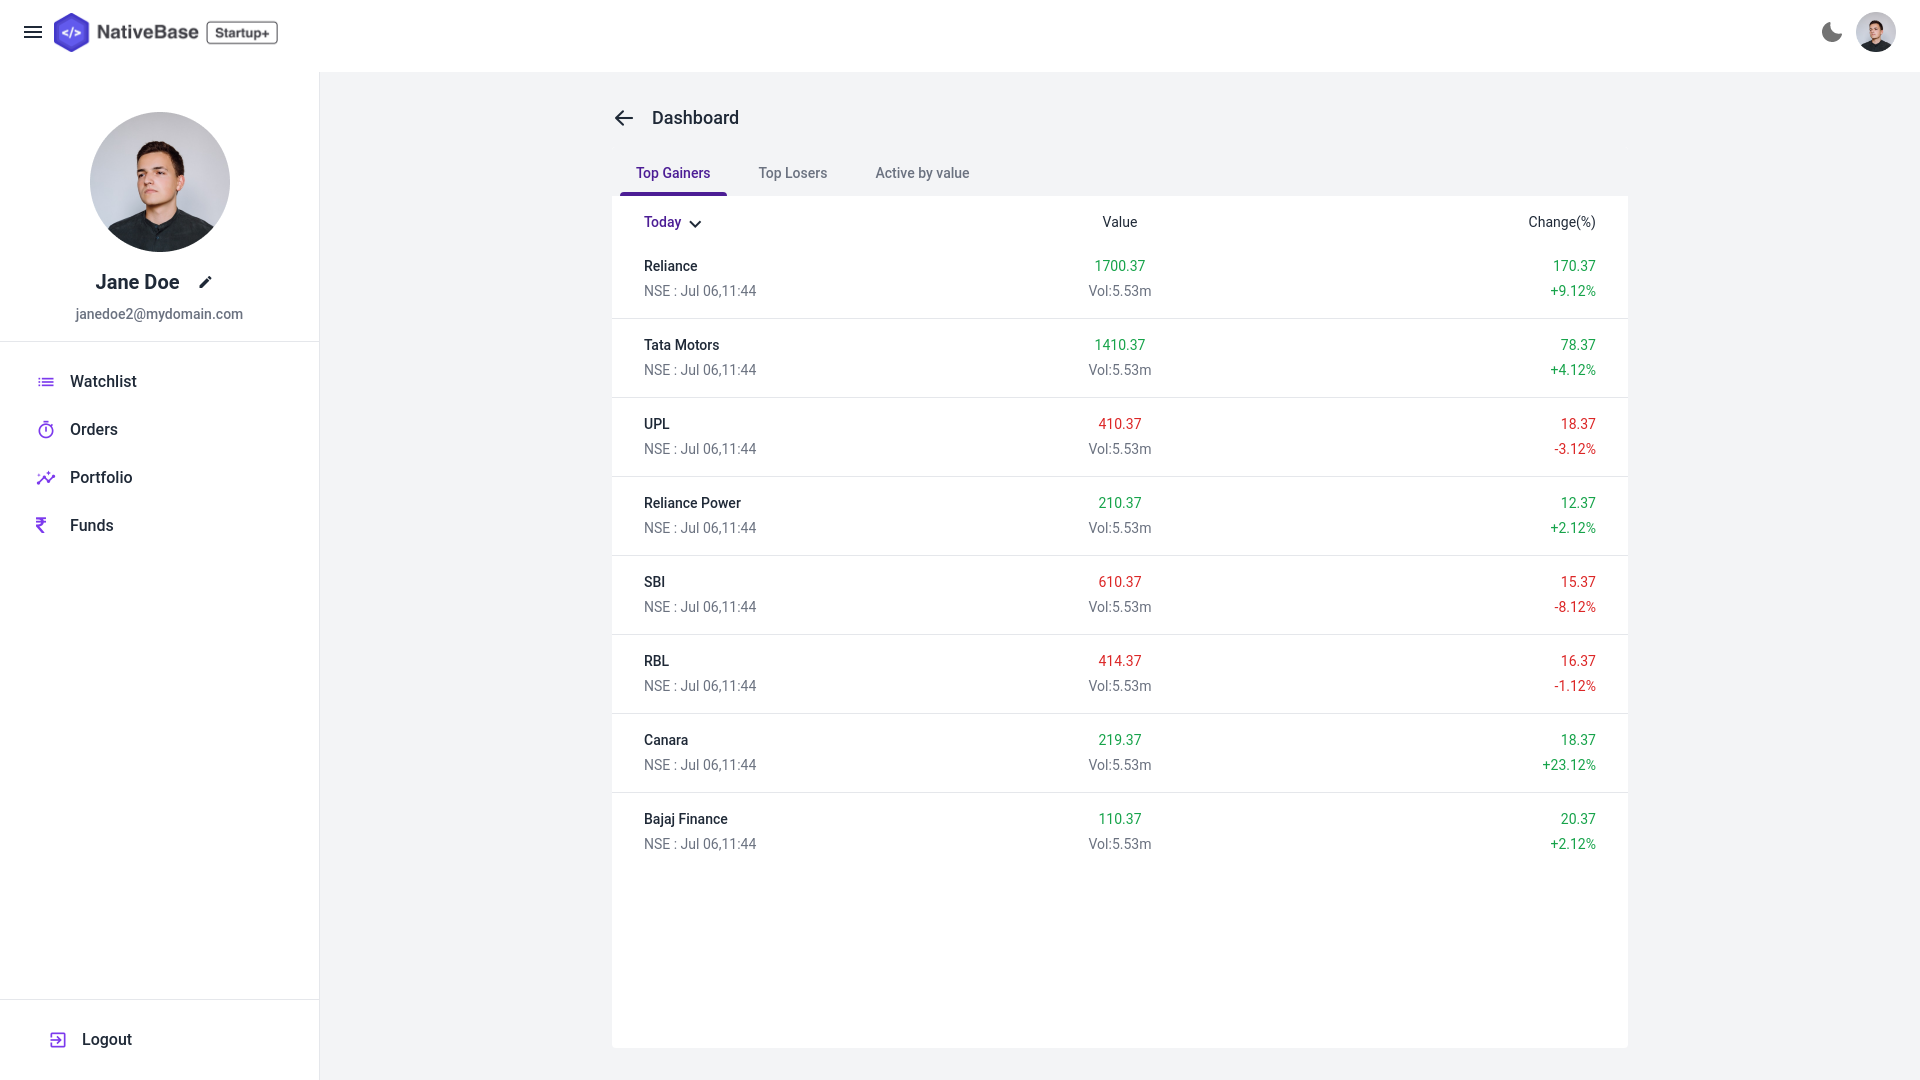 </> NativeBase Startup+
Jane Doe
janedoe2@mydomain.com
Watchlist
Orders
Portfolio
₹ Funds
Logout
Dashboard
Top Gainers Top Losers Active by value
Today Value Change(%)
Reliance 1700.37 170.37
NSE : Jul 06,11:44 Vol:5.53m +9.12%
Tata Motors 1410.37 78.37
NSE : Jul 06,11:44 Vol:5.53m +4.12%
UPL 410.37 18.37
NSE : Jul 06,11:44 Vol:5.53m -3.12%
Reliance Power 210.37 12.37
NSE : Jul 06,11:44 Vol:5.53m +2.12%
SBI 610.37 15.37
NSE : Jul 06,11:44 Vol:5.53m -8.12%
RBL 414.37 16.37
NSE : Jul 06,11:44 Vol:5.53m -1.12%
Canara 219.37 18.37
NSE : Jul 06,11:44 Vol:5.53m +23.12%
Bajaj Finance 110.37 20.37
NSE : Jul 06,11:44 Vol:5.53m +2.12%